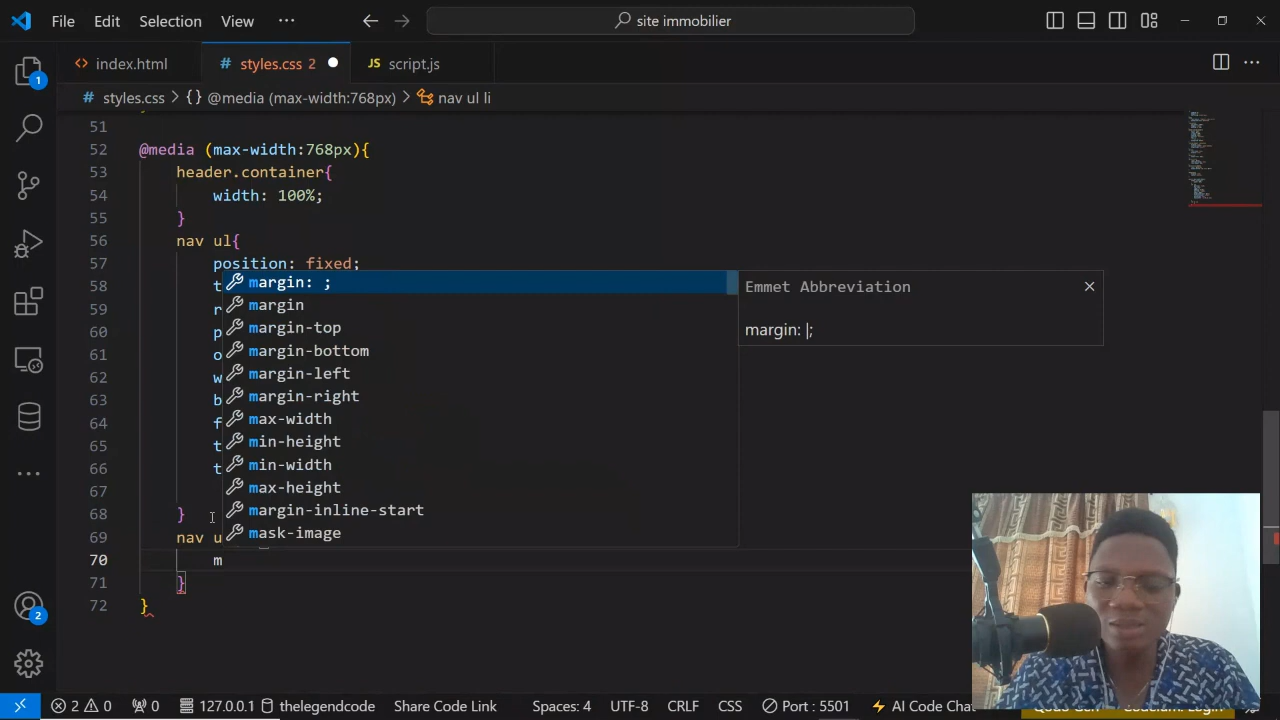 File Edit Selection View ··· site immobilier
index.html # styles.css 2 JS script.js
# styles.css > {} @media (max-width:768px) > nav ul li
51
52 @media (max-width:768px){
53 header.container{
54 width: 100%;
55 }
56 nav ul{
57 position: fixed;
58 t margin: ;
59 r margin
60 p margin-top
61 o margin-bottom
62 w margin-left
63 b margin-right
64 f max-width
65 t min-height
66 t min-width
67 max-height
68 } margin-inline-start
69 nav u mask-image
70 m
71 }
72 }
Emmet Abbreviation
margin: |;
1
2
2 0 0 127.0.0.1 thelegendcode Share Code Link Spaces: 4 UTF-8 CRLF CSS Port : 5501 AI Code Cha